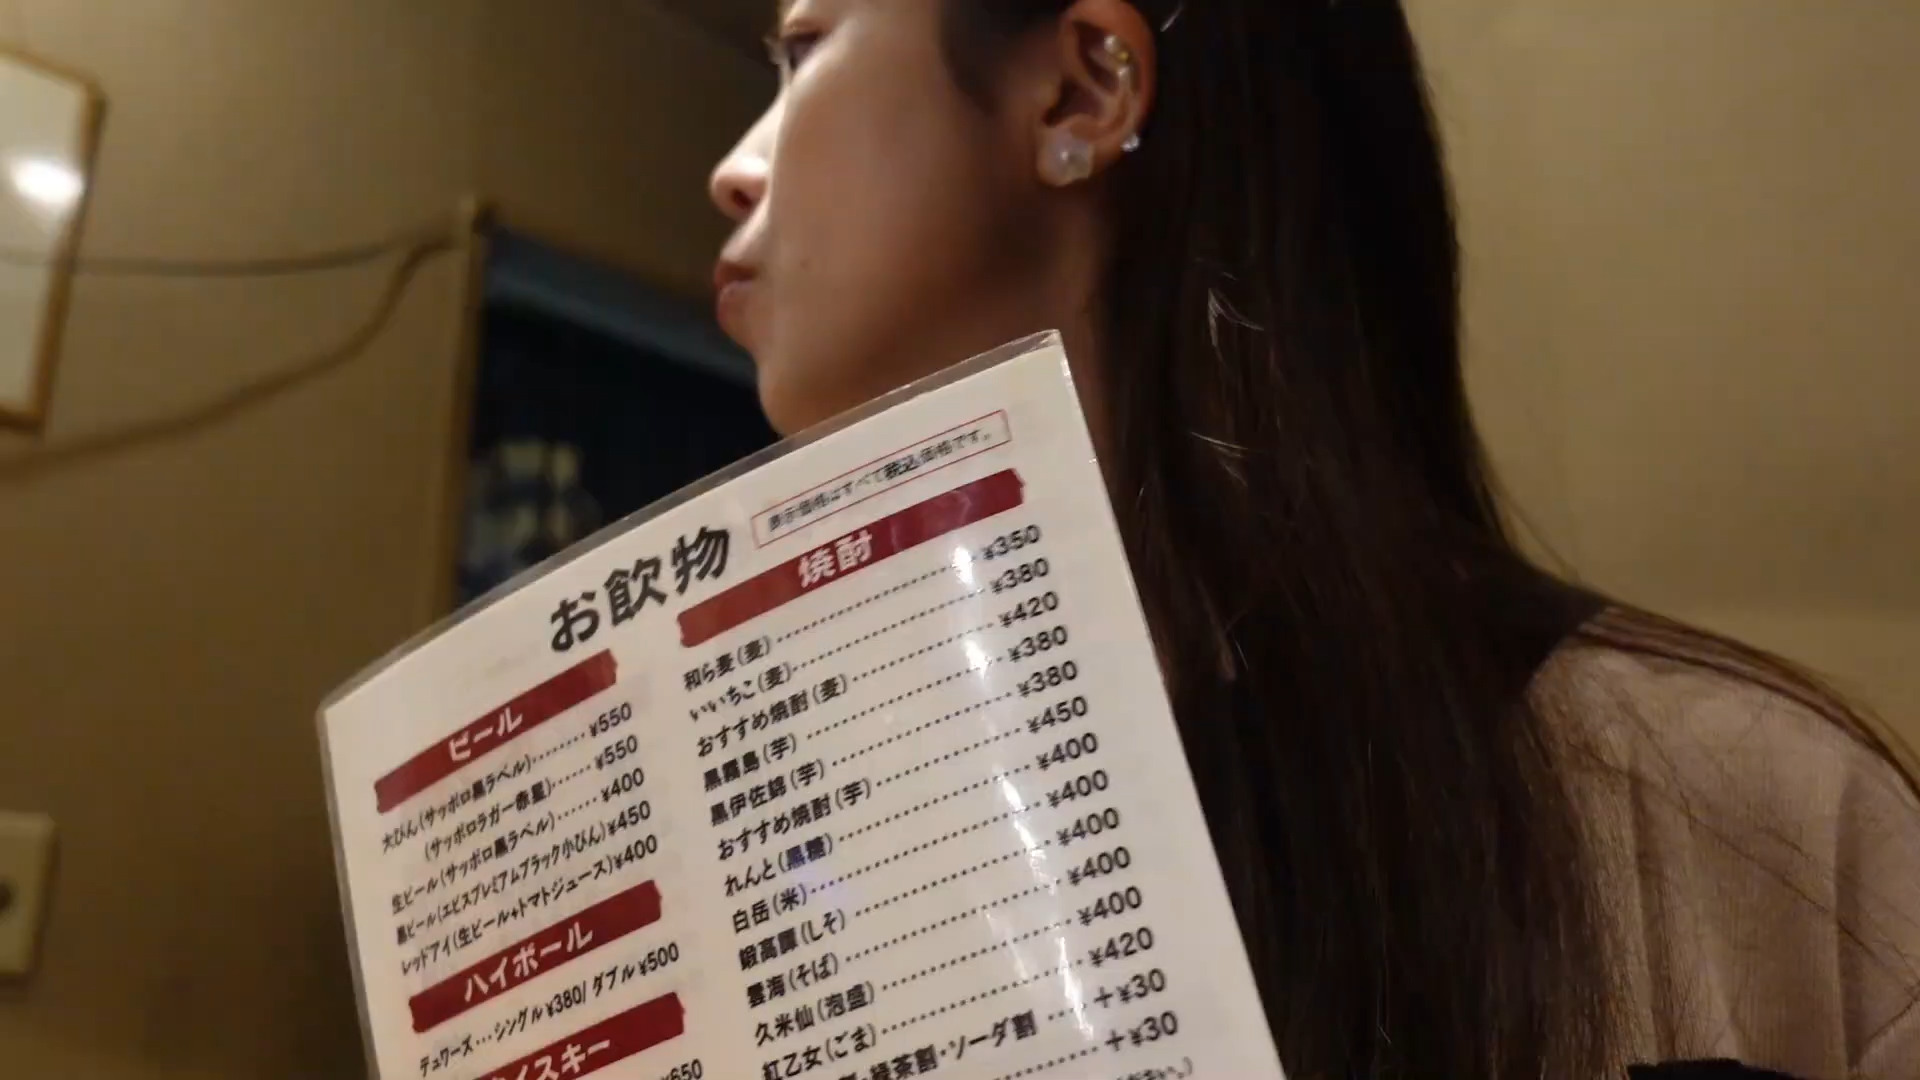 お飲物
表示価格はすべて税込価格です。
ビール
大びん(サッポロ黒ラベル)........¥550
(サッポロラガー赤星)......¥550
生ビール(サッポロ黒ラベル)......¥400
黒ビール(エビスプレミアムブラック小びん)¥450
レッドアイ(生ビール+トマトジュース)¥400
ハイボール
デュワーズ…シングル¥380/ダブル¥500
イスキー
¥650
焼酎
和ら麦(麦)........¥350
いいちこ(麦)........¥380
おすすめ焼酎(麦)........¥420
黒霧島(芋)........¥380
黒伊佐錦(芋)........¥380
おすすめ焼酎(芋)........¥450
れんと(黒糖)........¥400
白岳(米)........¥400
鍛高譚(しそ)........¥400
雲海(そば)........¥400
久米仙(泡盛)........¥400
紅乙女(ごま)........¥420
緑茶割・ソーダ割....+¥30
........+¥30